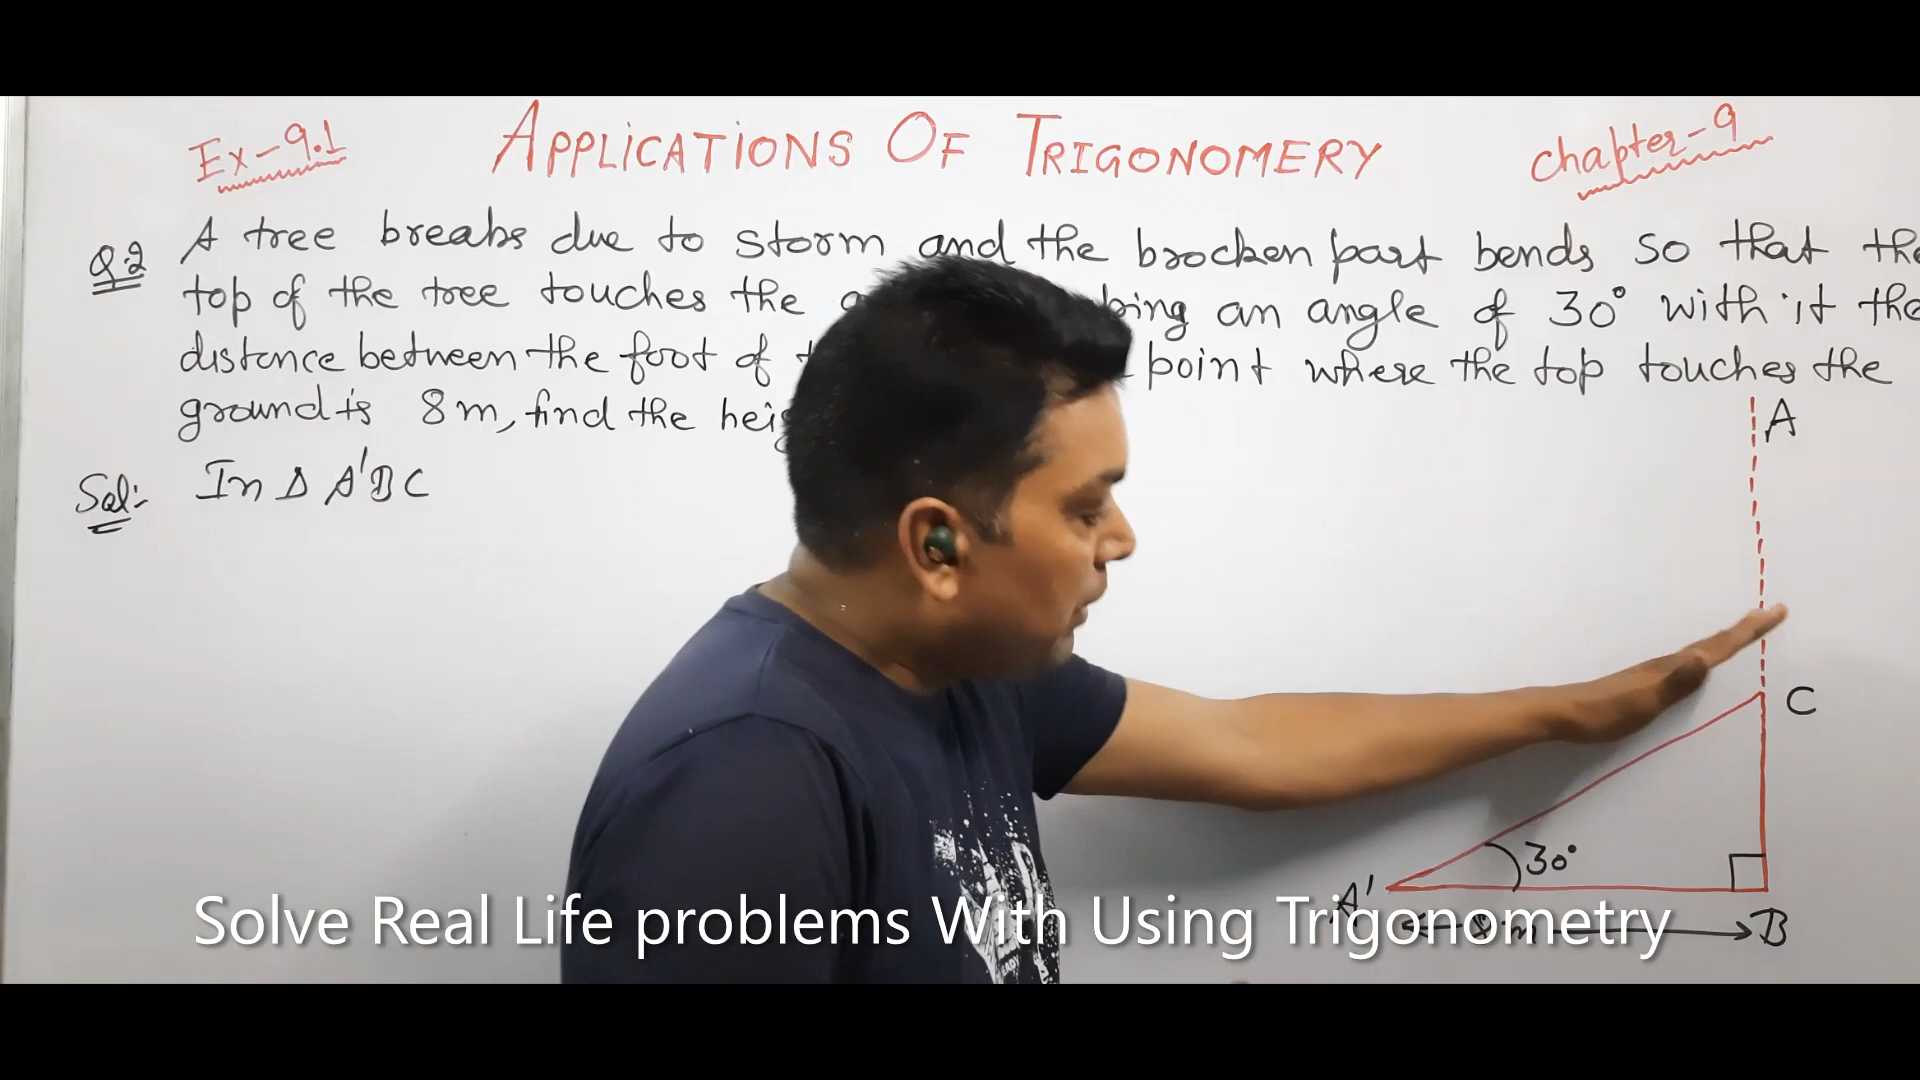 Ex-9.1 APPLiCATiONS OF TRIGONOMERY chapter-9
Q.2 A tree breaks due to storm and the brocken part bends so that the
top of the tree touches the an angle of 30° with it the
distance between the foot of point where the top touches the
ground is 8m, find the
Sol:- In Δ A'BC
A
C
30°
A' 8 m B
Solve Real Life problems With Using Trigonometry